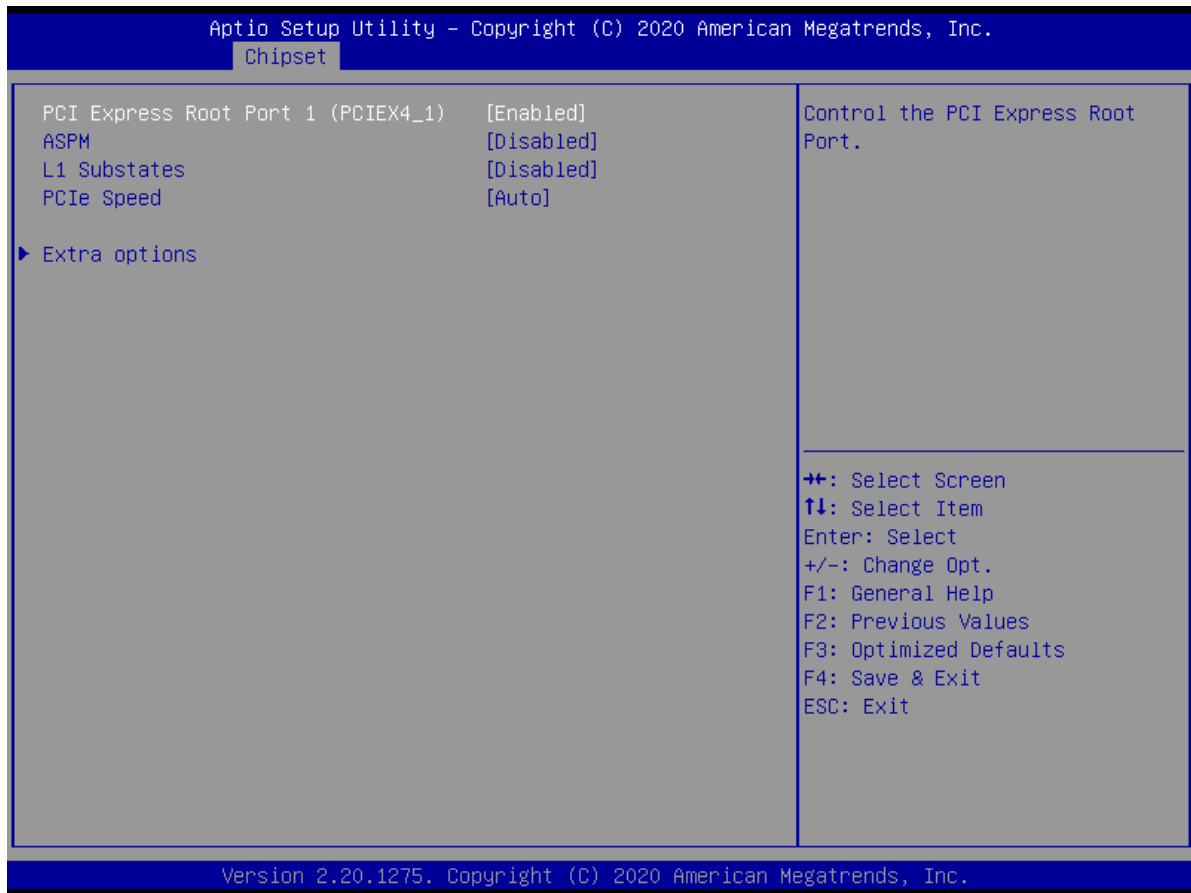 Aptio Setup Utility – Copyright (C) 2020 American Megatrends, Inc.
Chipset
PCI Express Root Port 1 (PCIEX4_1) [Enabled]
ASPM [Disabled]
L1 Substates [Disabled]
PCIe Speed [Auto]
▶ Extra options
Control the PCI Express Root
Port.
→←: Select Screen
↑↓: Select Item
Enter: Select
+/-: Change Opt.
F1: General Help
F2: Previous Values
F3: Optimized Defaults
F4: Save & Exit
ESC: Exit
Version 2.20.1275. Copyright (C) 2020 American Megatrends, Inc.